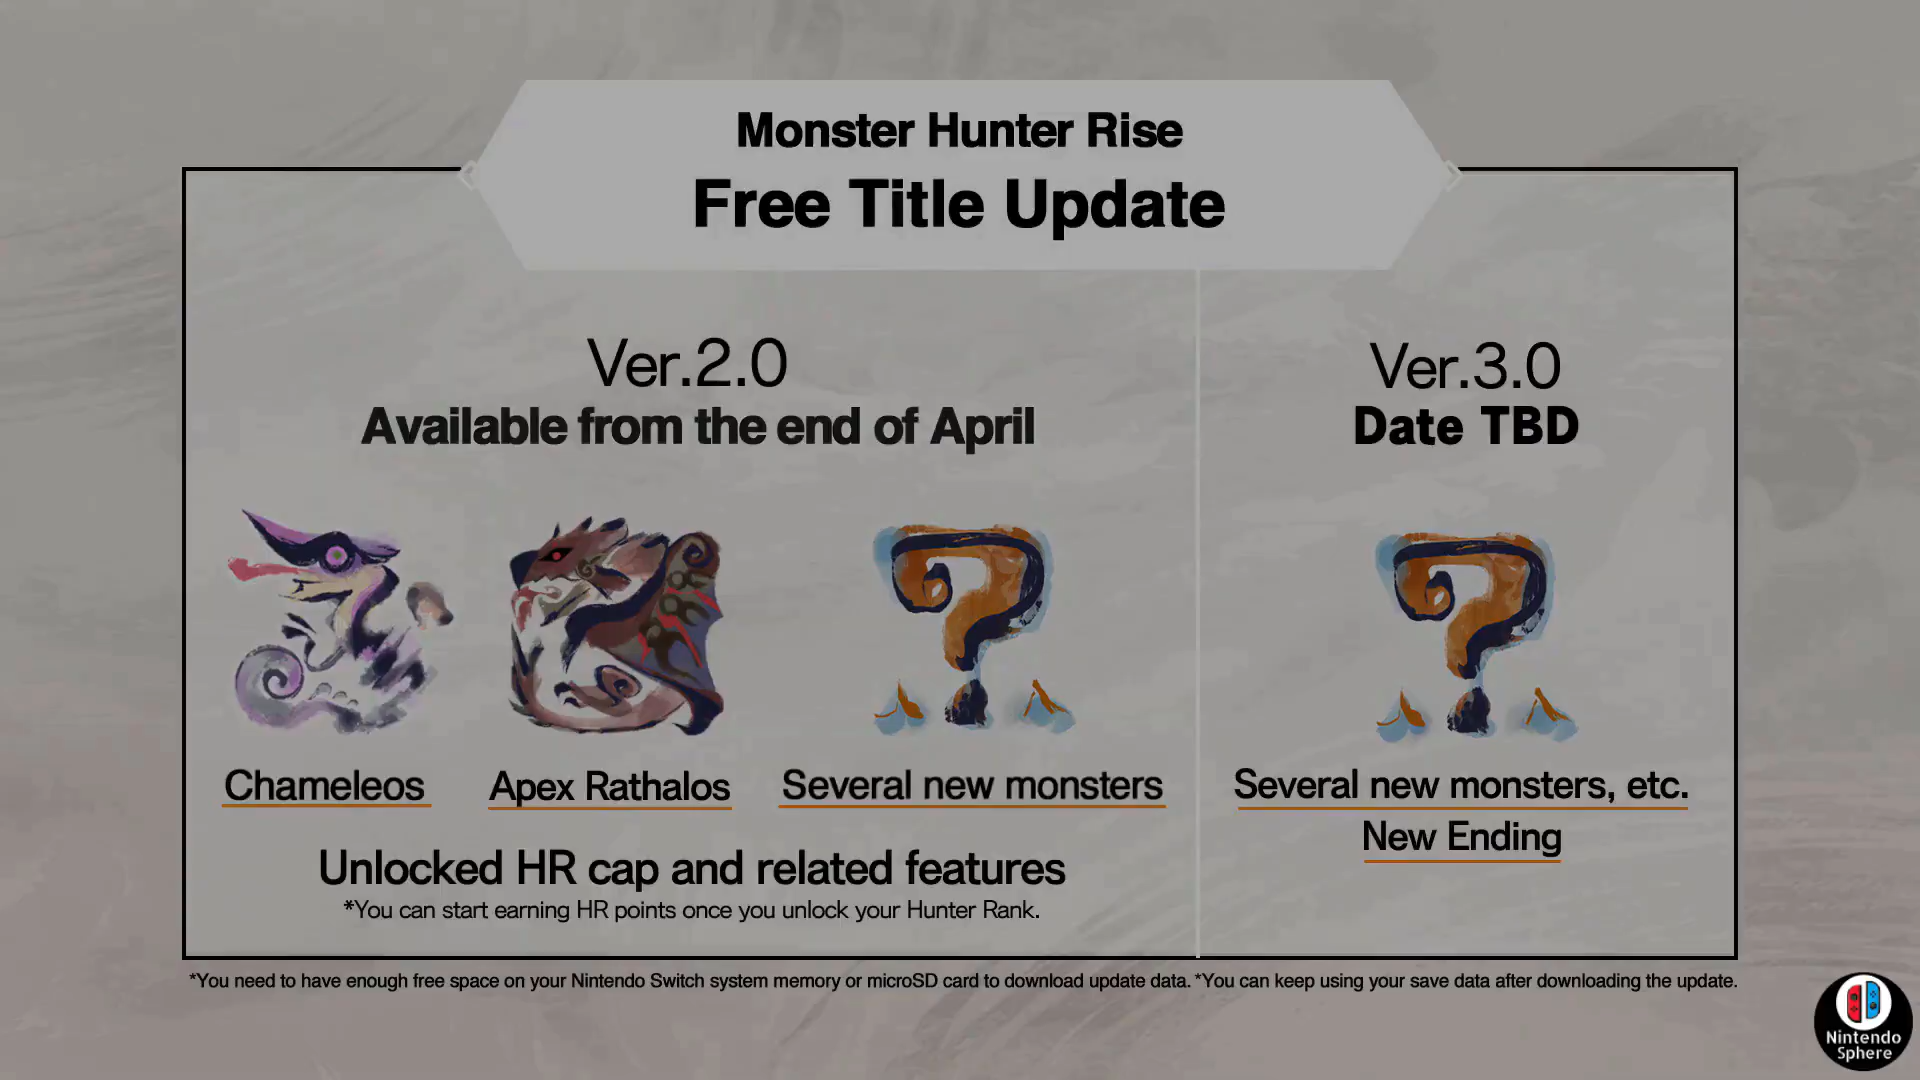 Monster Hunter Rise
Free Title Update
Ver.2.0
Available from the end of April
Chameleos
Apex Rathalos
Several new monsters
Unlocked HR cap and related features
*You can start earning HR points once you unlock your Hunter Rank.
Ver.3.0
Date TBD
Several new monsters, etc.
New Ending
*You need to have enough free space on your Nintendo Switch system memory or microSD card to download update data. *You can keep using your save data after downloading the update.
Nintendo
Sphere